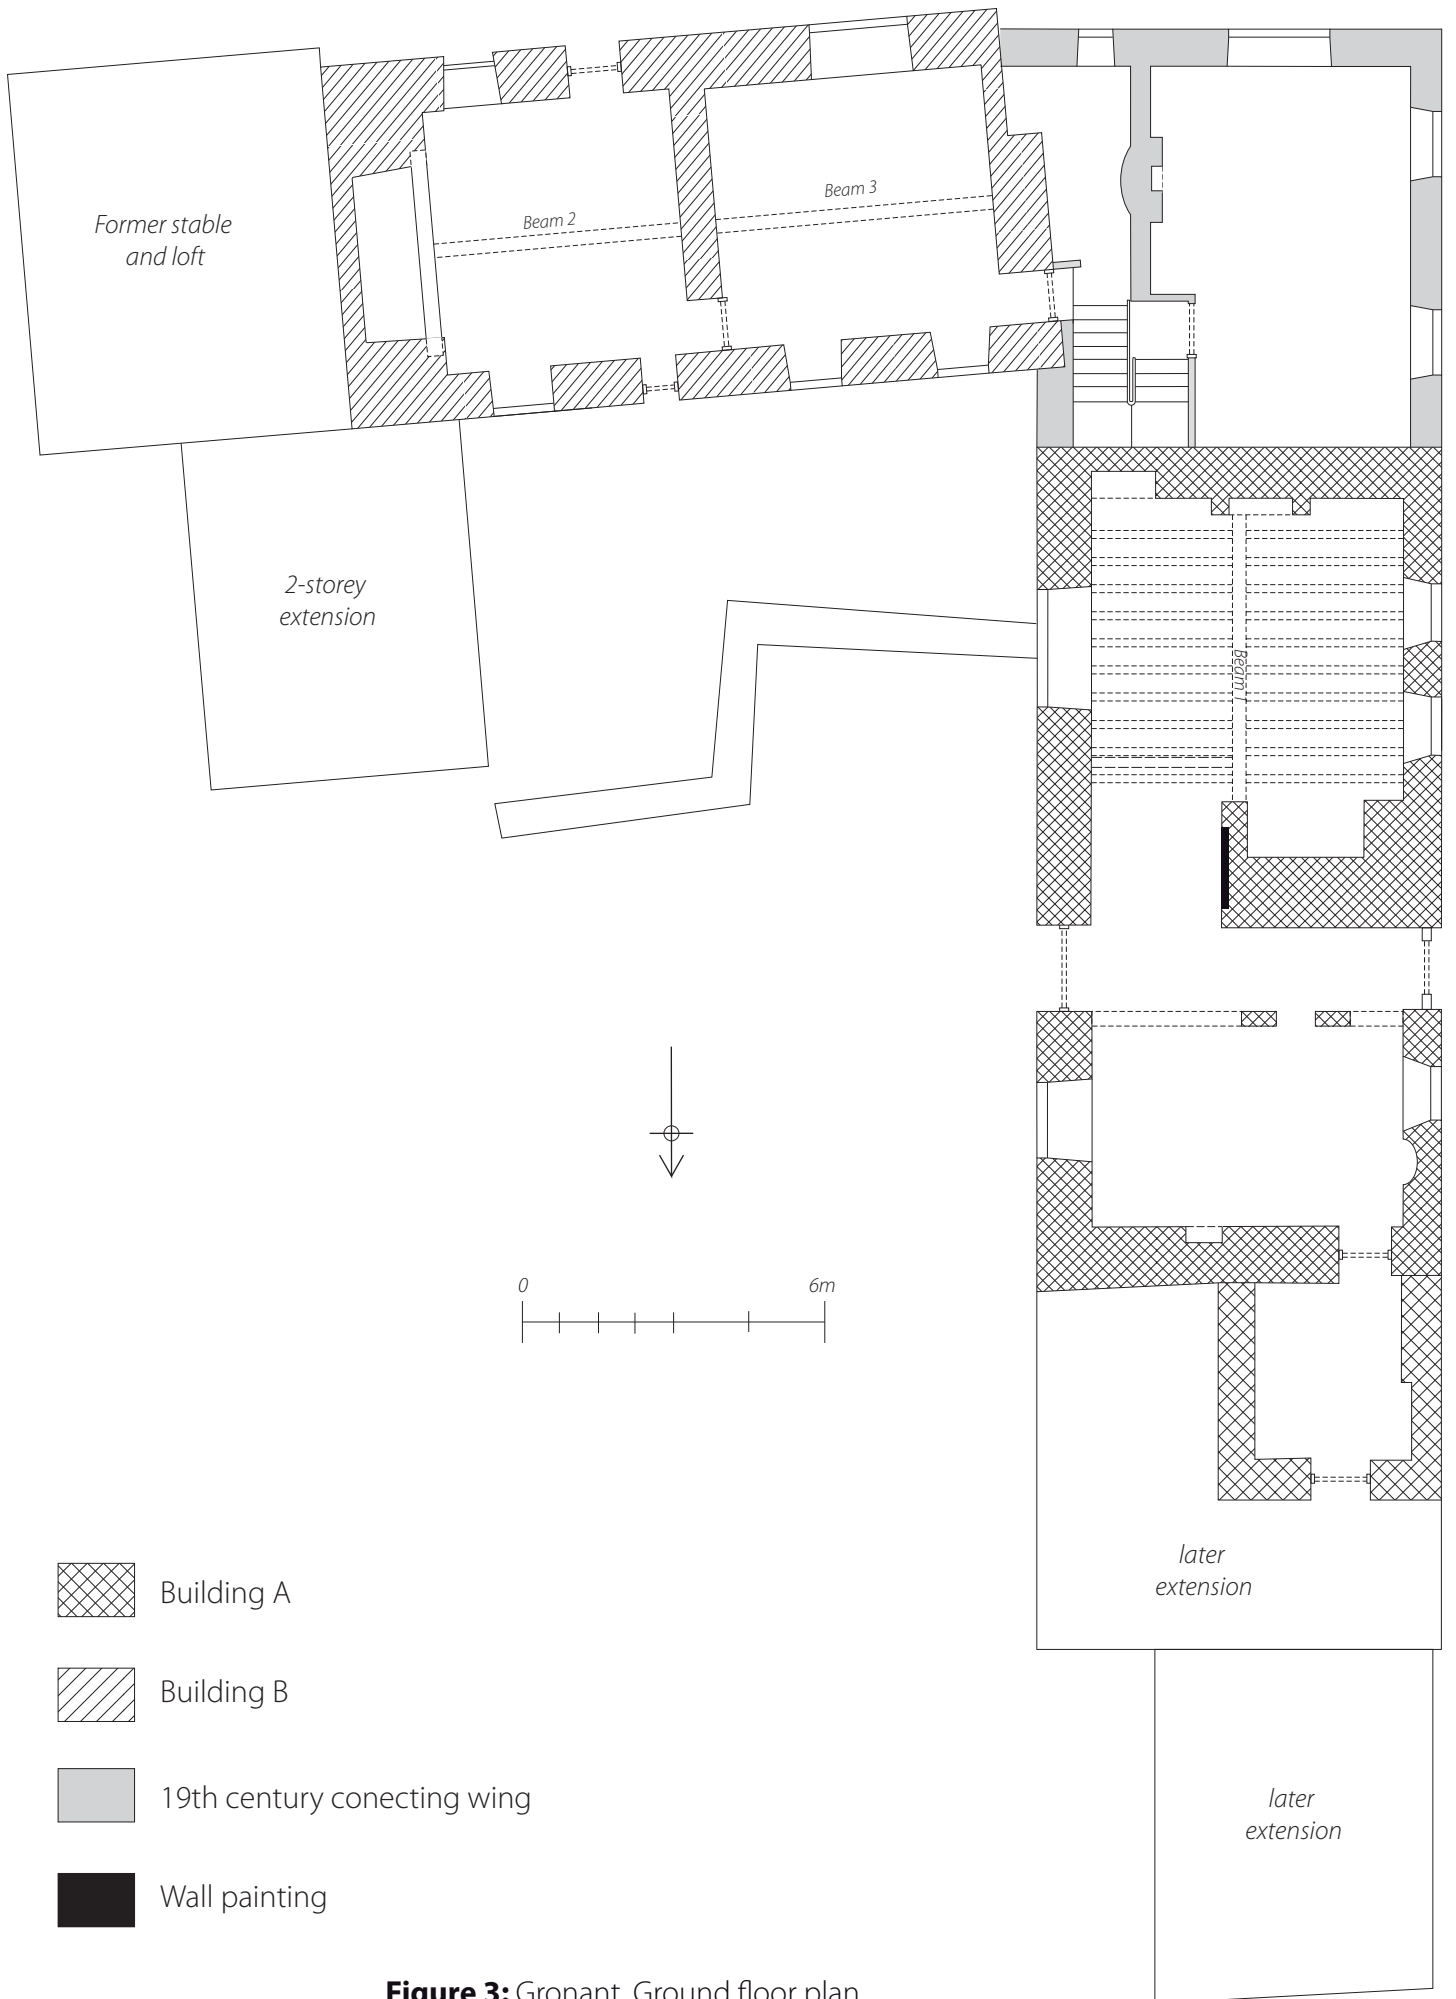 Former stable
and loft
Beam 2
Beam 3
2-storey
extension
Beam 1
0
6m
later
extension
later
extension
Building A
Building B
19th century conecting wing
Wall painting
Figure 3: Gronant, Ground floor plan